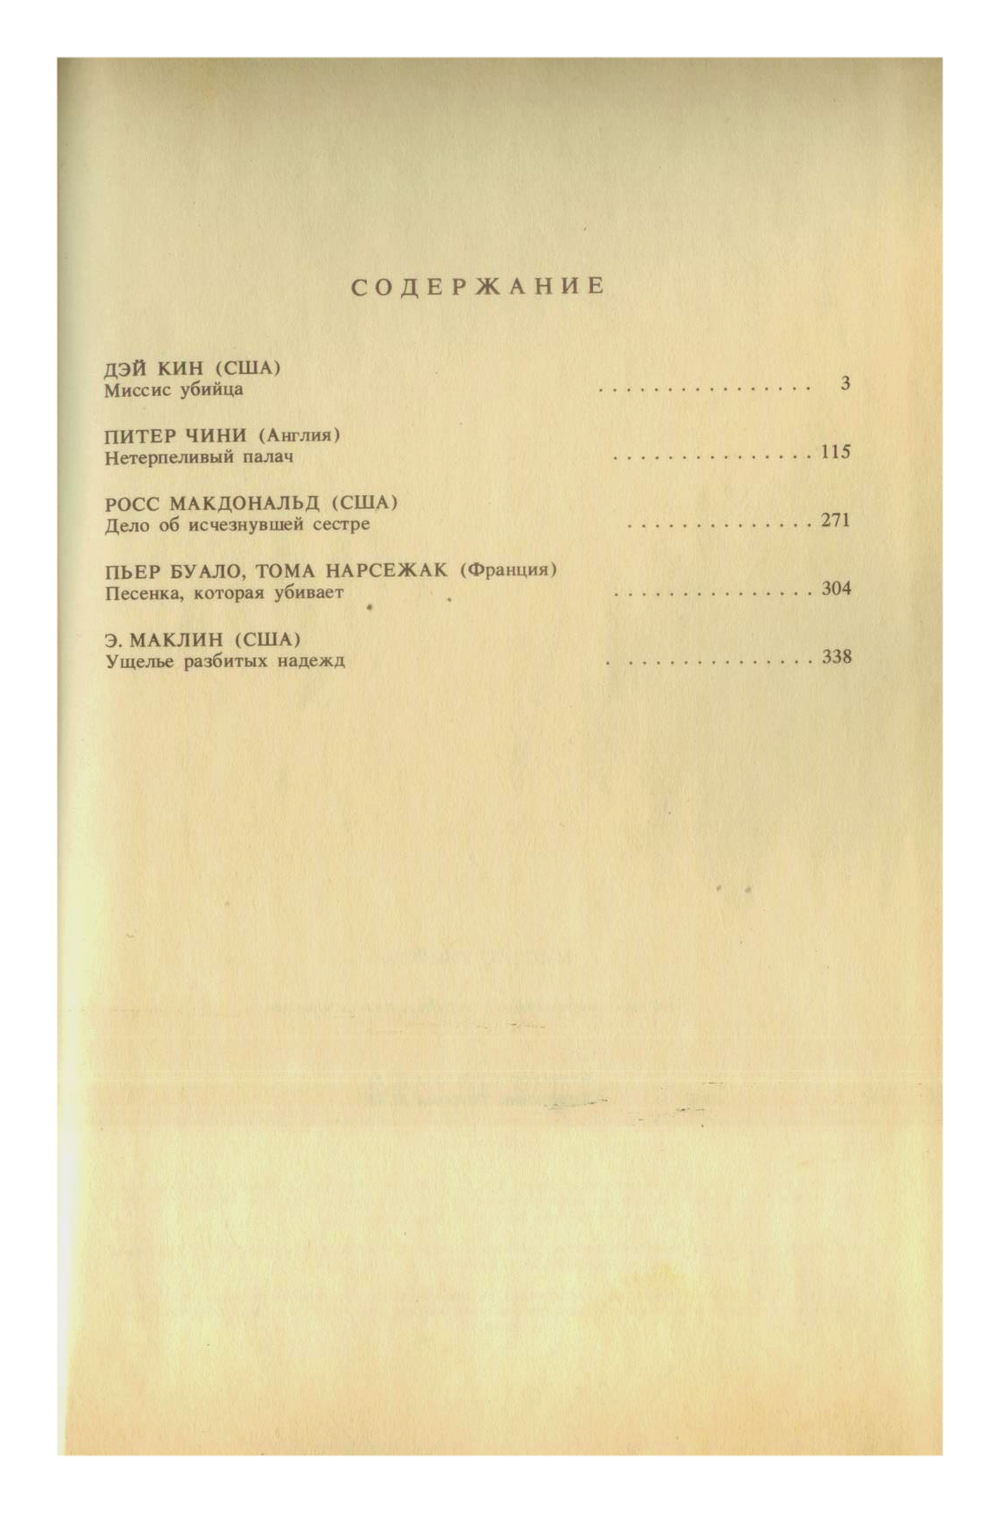 СОДЕРЖАНИЕ
ДЭЙ КИН (США)
Миссис убийца . . . . . . . . . . . . . . . . 3
ПИТЕР ЧИНИ (Англия)
Нетерпеливый палач . . . . . . . . . . . . . . . 115
РОСС МАКДОНАЛЬД (США)
Дело об исчезнувшей сестре . . . . . . . . . . . . . . 271
ПЬЕР БУАЛО, ТОМА НАРСЕЖАК (Франция)
Песенка, которая убивает . . . . . . . . . . . . . . . 304
Э. МАКЛИН (США)
Ущелье разбитых надежд . . . . . . . . . . . . . . . 338